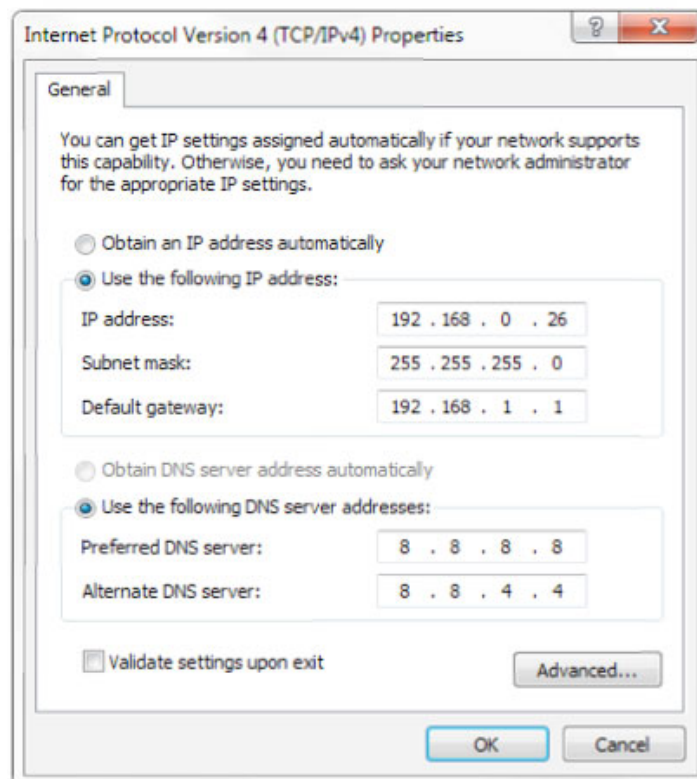 Internet Protocol Version 4 (TCP/IPv4) Properties
General
You can get IP settings assigned automatically if your network supports
this capability. Otherwise, you need to ask your network administrator
for the appropriate IP settings.
Obtain an IP address automatically
Use the following IP address:
IP address: 192 . 168 . 0 . 26
Subnet mask: 255 . 255 . 255 . 0
Default gateway: 192 . 168 . 1 . 1
Obtain DNS server address automatically
Use the following DNS server addresses:
Preferred DNS server: 8 . 8 . 8 . 8
Alternate DNS server: 8 . 8 . 4 . 4
Validate settings upon exit
Advanced...
OK Cancel